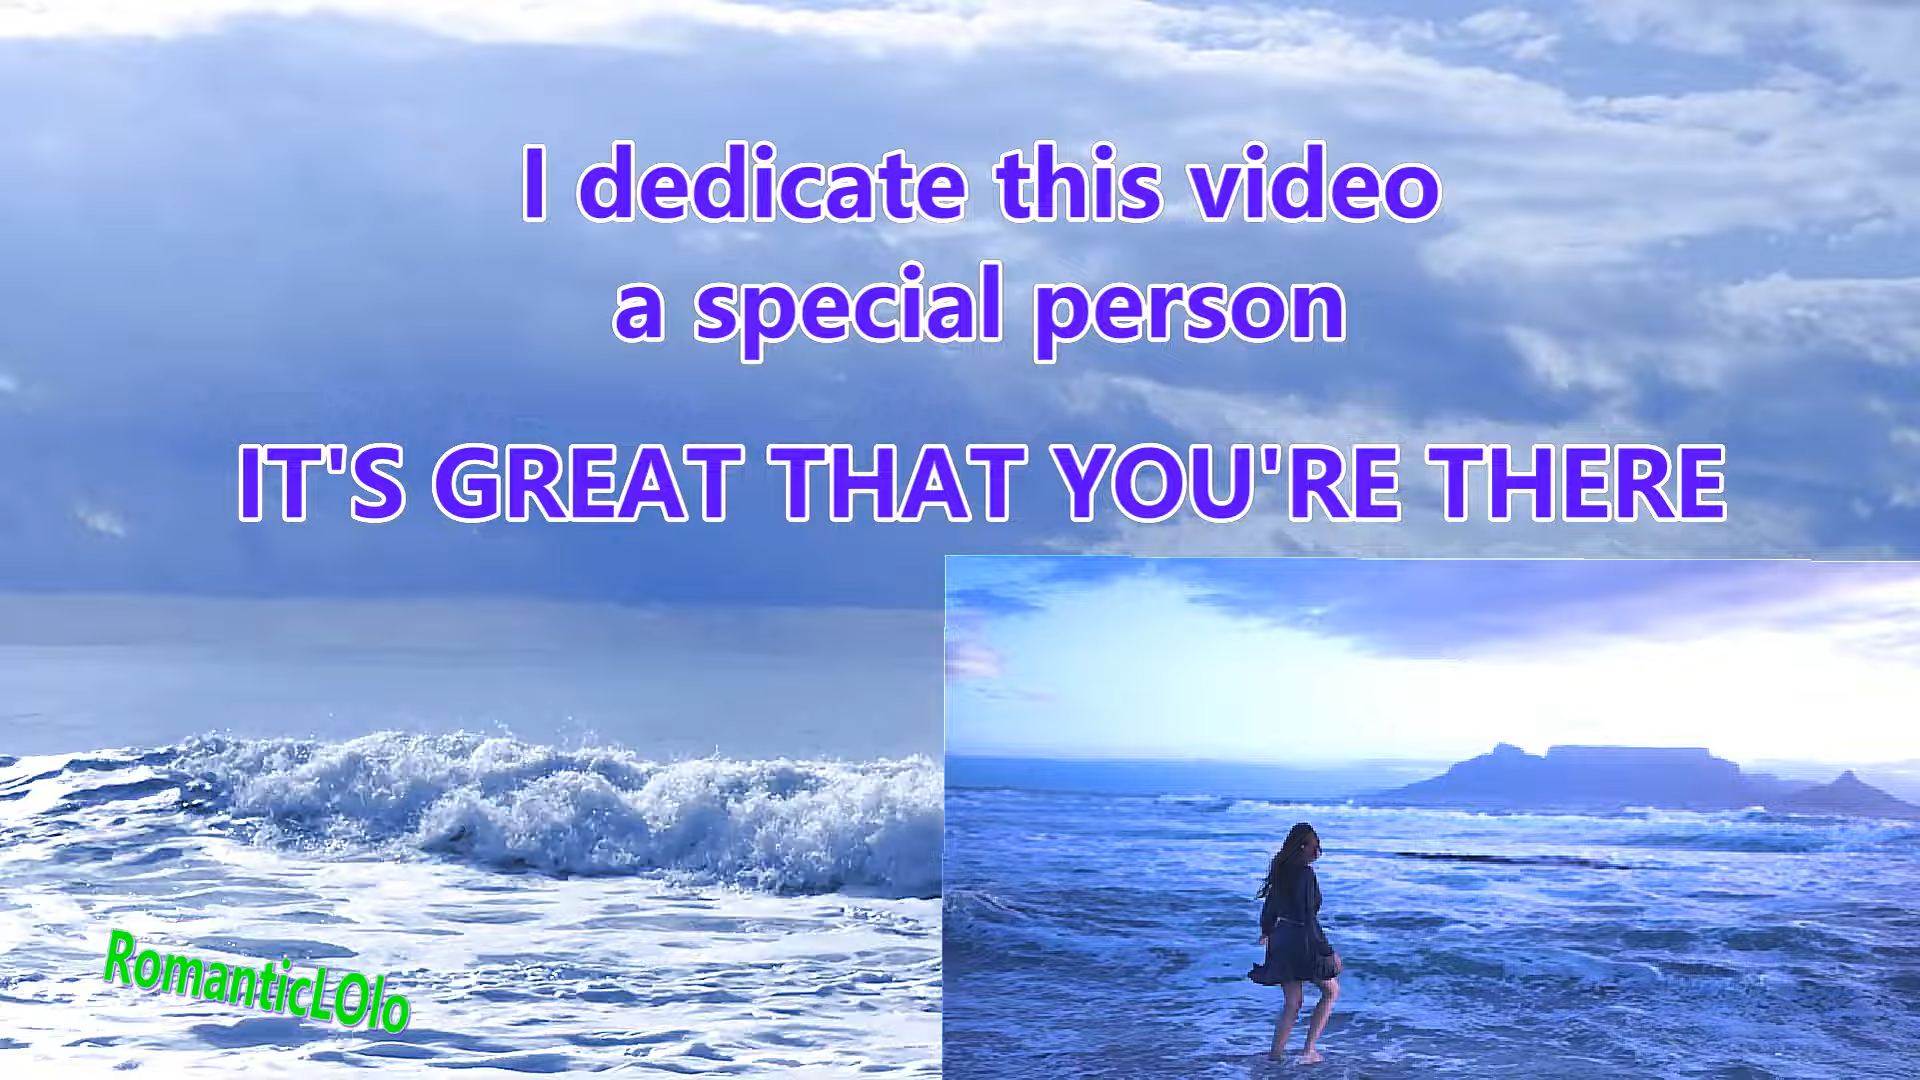 I dedicate this video
a special person
IT'S GREAT THAT YOU'RE THERE
RomanticLOlo